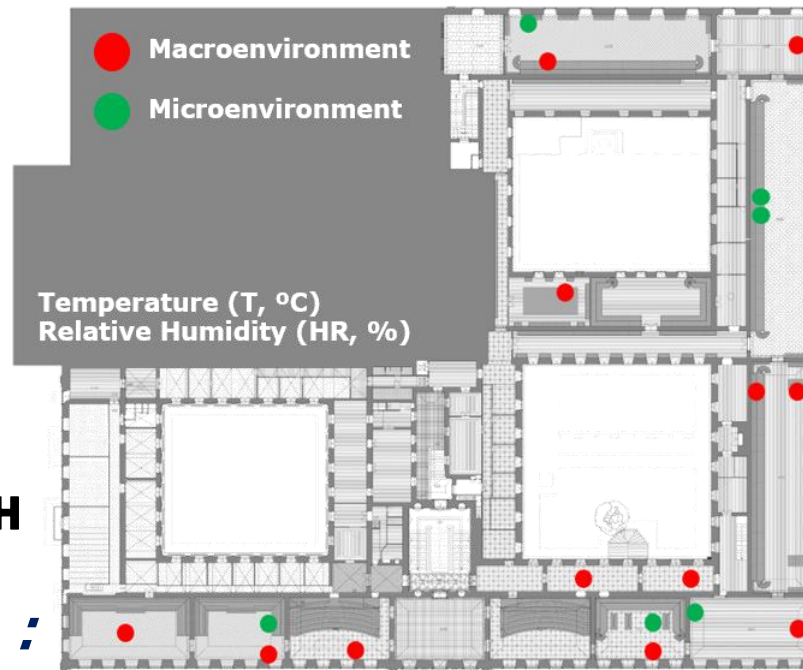 Macroenvironment
Microenvironment
Temperature (T, ºC)
Relative Humidity (HR, %)
H
: